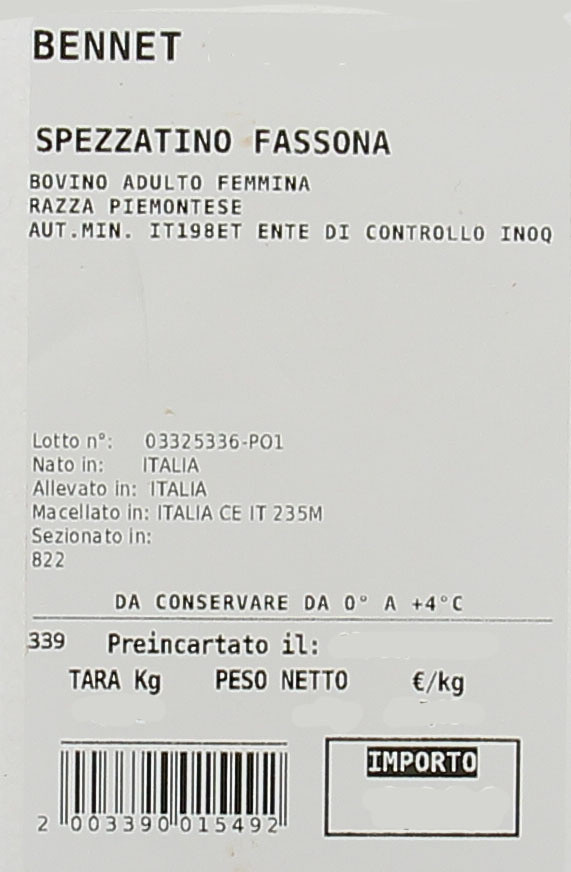 BENNET
SPEZZATINO FASSONA
BOVINO ADULTO FEMMINA
RAZZA PIEMONTESE
AUT.MIN. IT198ET ENTE DI CONTROLLO INOQ
Lotto n°: 03325336-PO1
Nato in: ITALIA
Allevato in: ITALIA
Macellato in: ITALIA CE IT 235M
Sezionato in:
822
DA CONSERVARE DA 0° A +4°C
339 Preincartato il:
TARA Kg PESO NETTO €/kg
IMPORTO
2 003390 015492